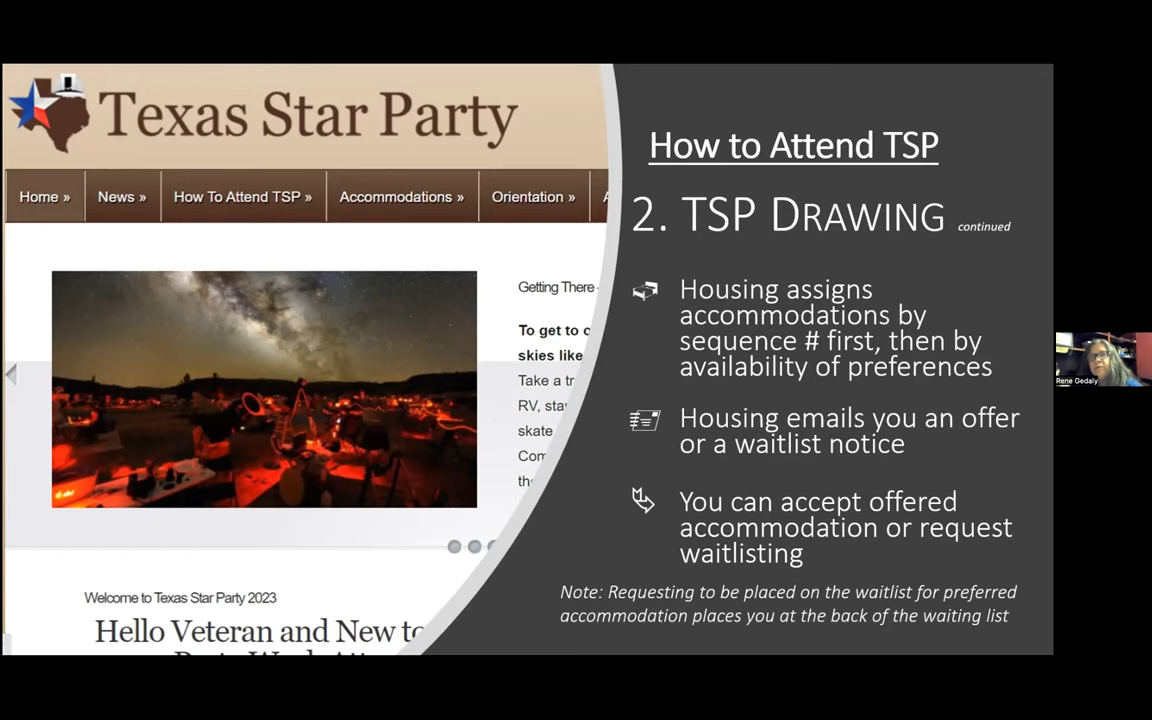 Texas Star Party
Home »
News »
How To Attend TSP »
Accommodations »
Orientation »
Getting There
To get to
skies like
Take a
RV,
skate
Welcome to Texas Star Party 2023
Hello Veteran and New
How to Attend TSP
2. TSP DRAWING continued
Housing assigns
accommodations by
sequence # first, then by
availability of preferences
Housing emails you an offer
or a waitlist notice
You can accept offered
accommodation or request
waitlisting
Note: Requesting to be placed on the waitlist for preferred
accommodation places you at the back of the waiting list
Rene Gedaly